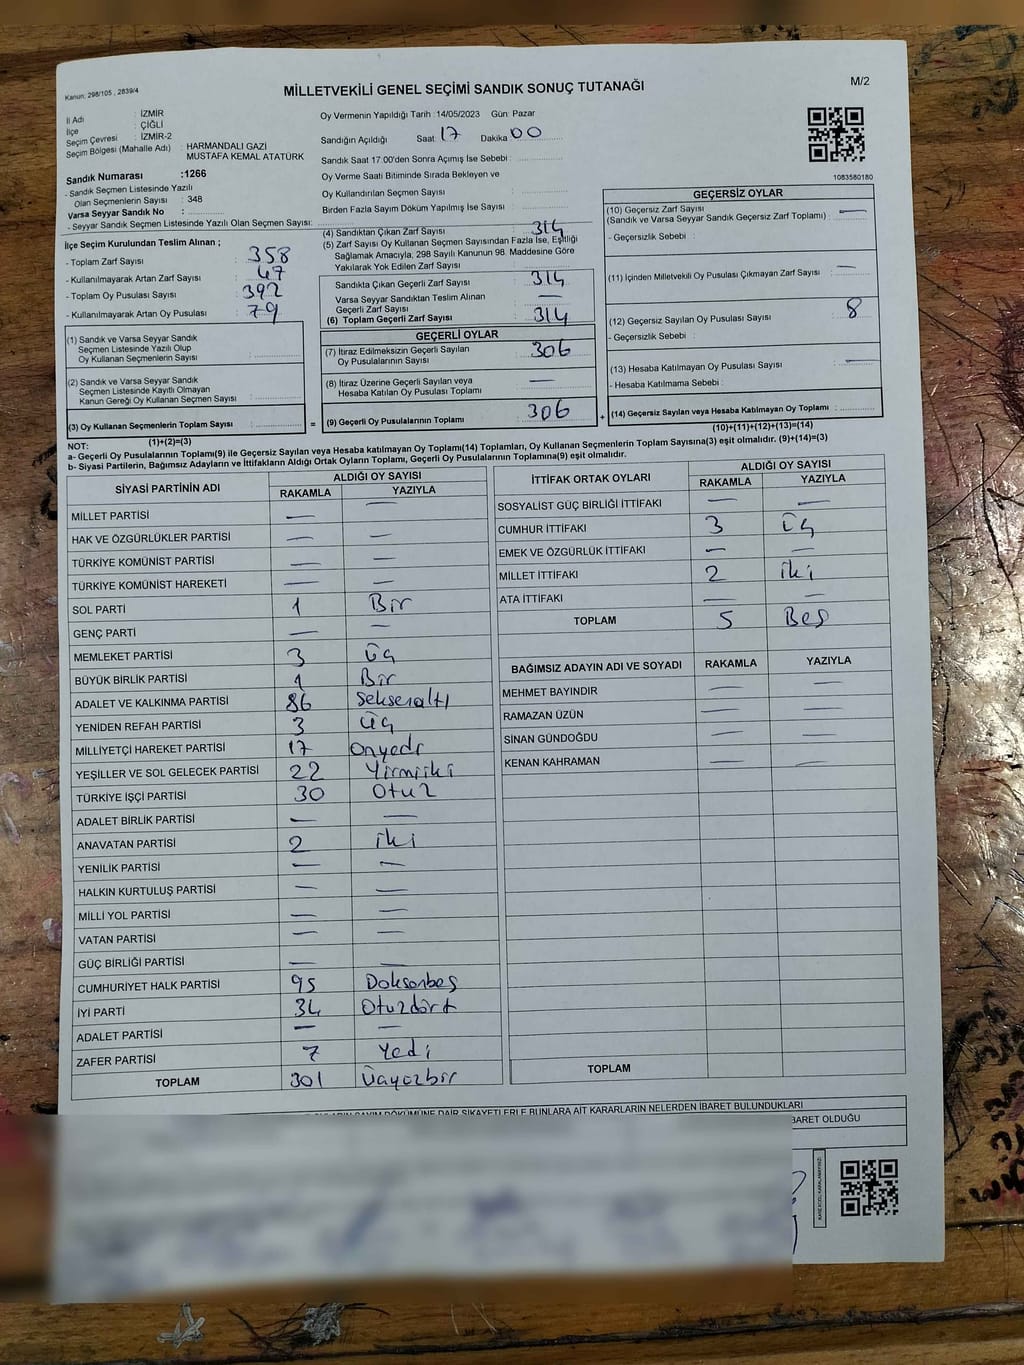 Kanun: 298/105 , 2839/4
MİLLETVEKİLİ GENEL SEÇİMİ SANDIK SONUÇ TUTANAĞI
M/2
İl Adı : İZMİR
İlçe : ÇİĞLİ
Seçim Çevresi : İZMİR-2
Seçim Bölgesi (Mahalle Adı) : HARMANDALI GAZİ
MUSTAFA KEMAL ATATÜRK
Sandık Numarası :1266
- Sandık Seçmen Listesinde Yazılı
Olan Seçmenlerin Sayısı : 348
Varsa Seyyar Sandık No :
- Seyyar Sandık Seçmen Listesinde Yazılı Olan Seçmen Sayısı:
Oy Vermenin Yapıldığı Tarih :14/05/2023 Gün: Pazar
Sandığın Açıldığı Saat 17 Dakika 00
Sandık Saat 17.00'den Sonra Açımış İse Sebebi :
Oy Verme Saati Bitiminde Sırada Bekleyen ve
Oy Kullandırılan Seçmen Sayısı :
Birden Fazla Sayım Döküm Yapılmış İse Sayısı :
1083580180
İlçe Seçim Kurulundan Teslim Alınan ;
- Toplam Zarf Sayısı : 358
- Kullanılmayarak Artan Zarf Sayısı : 47
- Toplam Oy Pusulası Sayısı : 392
- Kullanılmayarak Artan Oy Pusulası : 79
(1) Sandık ve Varsa Seyyar Sandık
Seçmen Listesinde Yazılı Olup
Oy Kullanan Seçmenlerin Sayısı :
(2) Sandık ve Varsa Seyyar Sandık
Seçmen Listesinde Kayıtlı Olmayan
Kanun Gereği Oy Kullanan Seçmen Sayısı :
(3) Oy Kullanan Seçmenlerin Toplam Sayısı :
(1)+(2)=(3)
(4) Sandıktan Çıkan Zarf Sayısı : 314
(5) Zarf Sayısı Oy Kullanan Seçmen Sayısından Fazla İse, Eşitliği
Sağlamak Amacıyla, 298 Sayılı Kanunun 98. Maddesine Göre
Yakılarak Yok Edilen Zarf Sayısı :
Sandıkta Çıkan Geçerli Zarf Sayısı : 314
Varsa Seyyar Sandıktan Teslim Alınan
Geçerli Zarf Sayısı : —
(6) Toplam Geçerli Zarf Sayısı : 314
GEÇERLİ OYLAR
(7) İtiraz Edilmeksizin Geçerli Sayılan
Oy Pusulalarının Sayısı : 306
(8) İtiraz Üzerine Geçerli Sayılan veya
Hesaba Katılan Oy Pusulaları Toplamı : —
= (9) Geçerli Oy Pusulalarının Toplamı : 306 +
GEÇERSİZ OYLAR
(10) Geçersiz Zarf Sayısı
(Sandık ve Varsa Seyyar Sandık Geçersiz Zarf Toplamı) : —
- Geçersizlik Sebebi :
(11) İçinden Milletvekili Oy Pusulası Çıkmayan Zarf Sayısı : —
(12) Geçersiz Sayılan Oy Pusulası Sayısı : 8
- Geçersizlik Sebebi :
(13) Hesaba Katılmayan Oy Pusulası Sayısı : —
- Hesaba Katılmama Sebebi :
(14) Geçersiz Sayılan veya Hesaba Katılmayan Oy Toplamı :
(10)+(11)+(12)+(13)=(14)
NOT:
a- Geçerli Oy Pusulalarının Toplamı(9) ile Geçersiz Sayılan veya Hesaba katılmayan Oy Toplamı(14) Toplamları, Oy Kullanan Seçmenlerin Toplam Sayısına(3) eşit olmalıdır. (9)+(14)=(3)
b- Siyasi Partilerin, Bağımsız Adayların ve İttifakların Aldığı Ortak Oyların Toplamı, Geçerli Oy Pusulalarının Toplamına(9) eşit olmalıdır.
SİYASİ PARTİNİN ADI ALDIĞI OY SAYISI
RAKAMLA YAZIYLA
MİLLET PARTİSİ — —
HAK VE ÖZGÜRLÜKLER PARTİSİ — —
TÜRKİYE KOMÜNİST PARTİSİ — —
TÜRKİYE KOMÜNİST HAREKETİ — —
SOL PARTİ 1 Bir
GENÇ PARTİ — —
MEMLEKET PARTİSİ 3 Üç
BÜYÜK BİRLİK PARTİSİ 1 Bir
ADALET VE KALKINMA PARTİSİ 86 Seksenaltı
YENİDEN REFAH PARTİSİ 3 Üç
MİLLİYETÇİ HAREKET PARTİSİ 17 Onyedi
YEŞİLLER VE SOL GELECEK PARTİSİ 22 Yirmiiki
TÜRKİYE İŞÇİ PARTİSİ 30 Otuz
ADALET BİRLİK PARTİSİ — —
ANAVATAN PARTİSİ 2 iki
YENİLİK PARTİSİ — —
HALKIN KURTULUŞ PARTİSİ — —
MİLLİ YOL PARTİSİ — —
VATAN PARTİSİ — —
GÜÇ BİRLİĞİ PARTİSİ — —
CUMHURİYET HALK PARTİSİ 95 Doksanbeş
İYİ PARTİ 34 Otuzdört
ADALET PARTİSİ — —
ZAFER PARTİSİ 7 Yedi
TOPLAM 301 Üçyüzbir
İTTİFAK ORTAK OYLARI ALDIĞI OY SAYISI
RAKAMLA YAZIYLA
SOSYALİST GÜÇ BİRLİĞİ İTTİFAKI — —
CUMHUR İTTİFAKI 3 Üç
EMEK VE ÖZGÜRLÜK İTTİFAKI — —
MİLLET İTTİFAKI 2 iki
ATA İTTİFAKI — —
TOPLAM 5 Beş
BAĞIMSIZ ADAYIN ADI VE SOYADI RAKAMLA YAZIYLA
MEHMET BAYINDIR — —
RAMAZAN ÜZÜN — —
SİNAN GÜNDOĞDU — —
KENAN KAHRAMAN — —
TOPLAM
SAYIM DÖKÜMÜNE DAİR ŞİKAYETLERLE BUNLARA AİT KARARLARIN NELERDEN İBARET BULUNDUKLARI
İBARET OLDUĞU